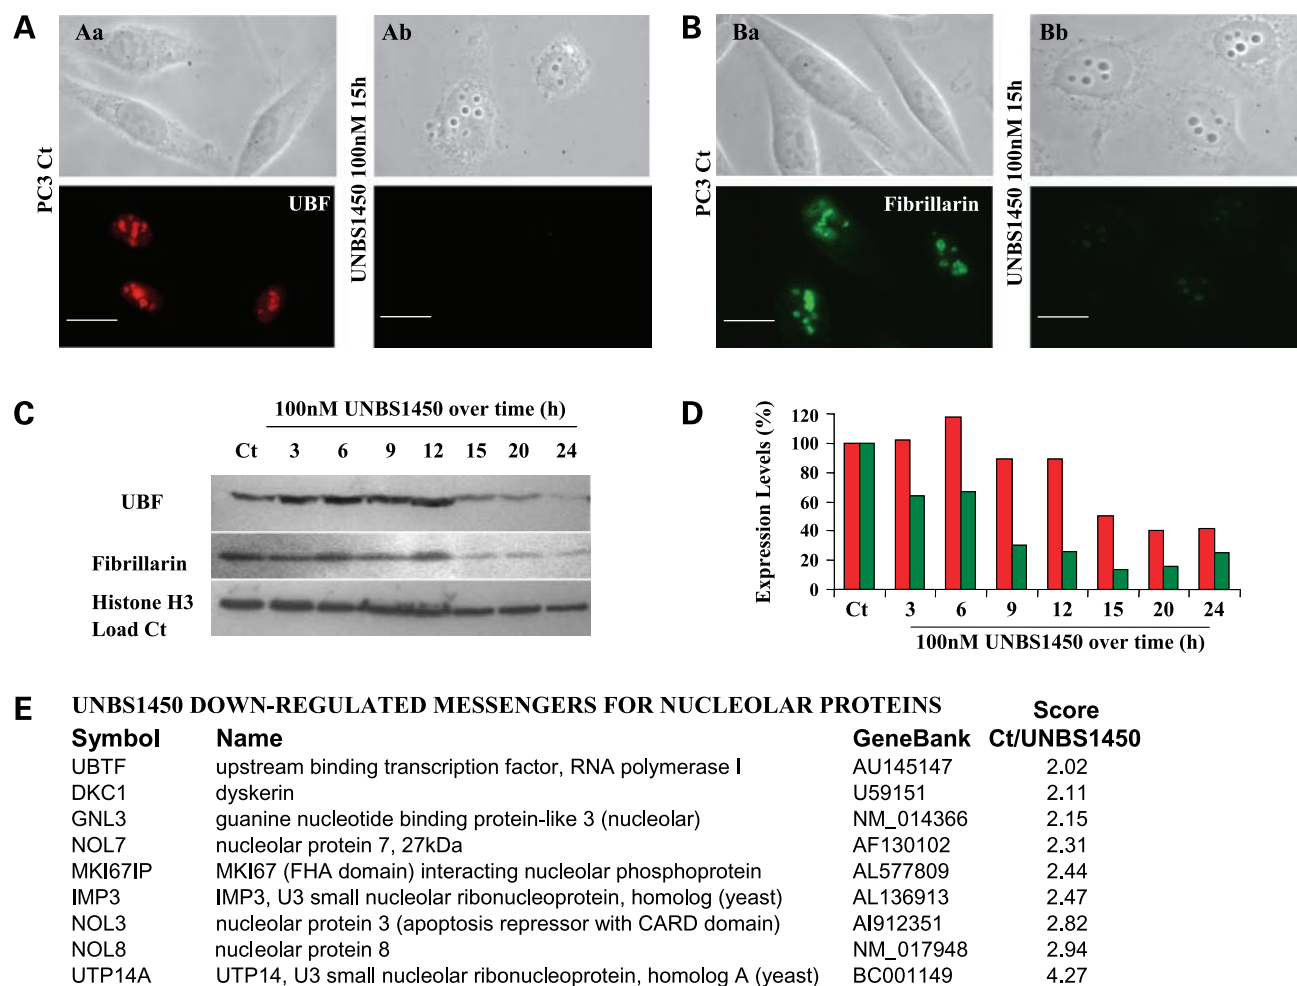 A
Aa
Ab
PC3 Ct
UNBS1450 100nM 15h
UBF
B
Ba
Bb
PC3 Ct
UNBS1450 100nM 15h
Fibrillarin
C
100nM UNBS1450 over time (h)
Ct 3 6 9 12 15 20 24
UBF
Fibrillarin
Histone H3
Load Ct
D
Expression Levels (%)
120
100
80
60
40
20
0
Ct 3 6 9 12 15 20 24
100nM UNBS1450 over time (h)
E
UNBS1450 DOWN-REGULATED MESSENGERS FOR NUCLEOLAR PROTEINS
Score
Symbol Name GeneBank Ct/UNBS1450
UBTF upstream binding transcription factor, RNA polymerase I AU145147 2.02
DKC1 dyskerin U59151 2.11
GNL3 guanine nucleotide binding protein-like 3 (nucleolar) NM_014366 2.15
NOL7 nucleolar protein 7, 27kDa AF130102 2.31
MKI67IP MKI67 (FHA domain) interacting nucleolar phosphoprotein AL577809 2.44
IMP3 IMP3, U3 small nucleolar ribonucleoprotein, homolog (yeast) AL136913 2.47
NOL3 nucleolar protein 3 (apoptosis repressor with CARD domain) AI912351 2.82
NOL8 nucleolar protein 8 NM_017948 2.94
UTP14A UTP14, U3 small nucleolar ribonucleoprotein, homolog A (yeast) BC001149 4.27